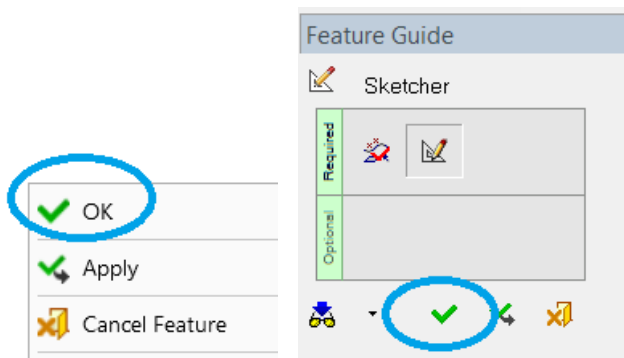 OK
Apply
Cancel Feature
Feature Guide
Sketcher
Required
Optional